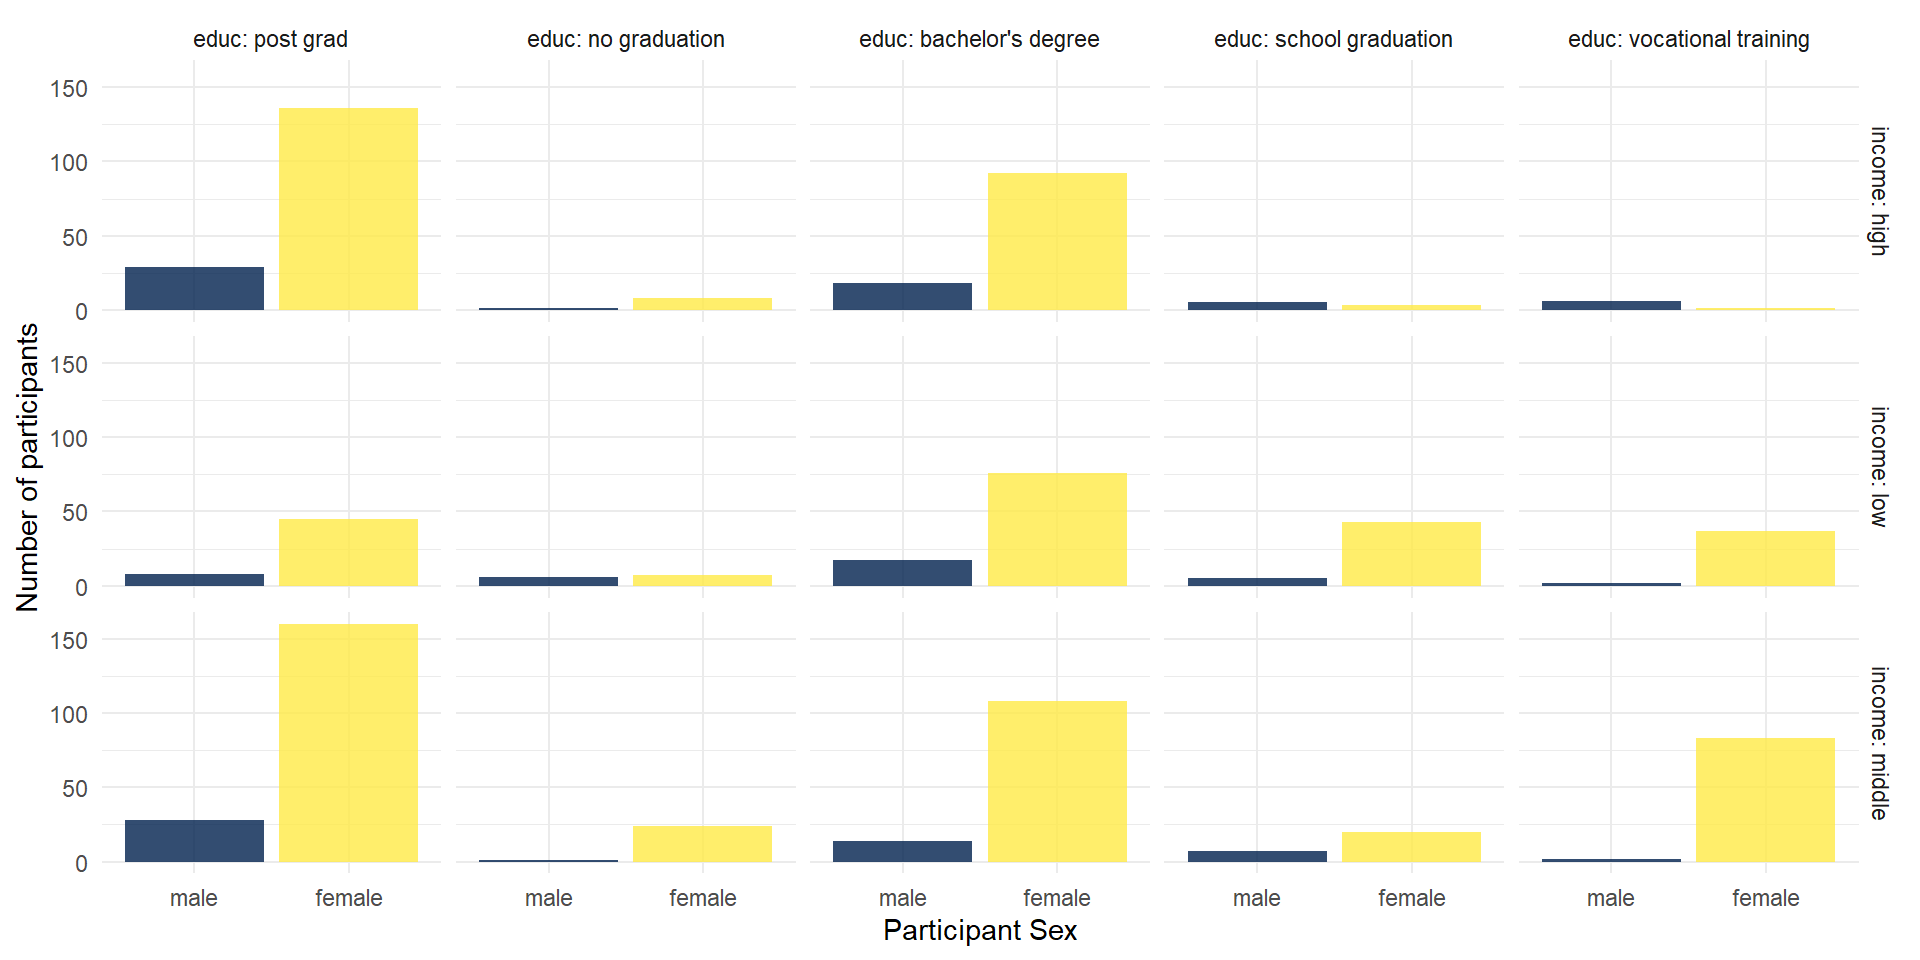 educ: post grad
educ: no graduation
educ: bachelor's degree
educ: school graduation
educ: vocational training
150
100
50
0
income: high
150
100
50
0
income: low
150
100
50
0
income: middle
Number of participants
male
female
male
female
male
female
male
female
male
female
Participant Sex